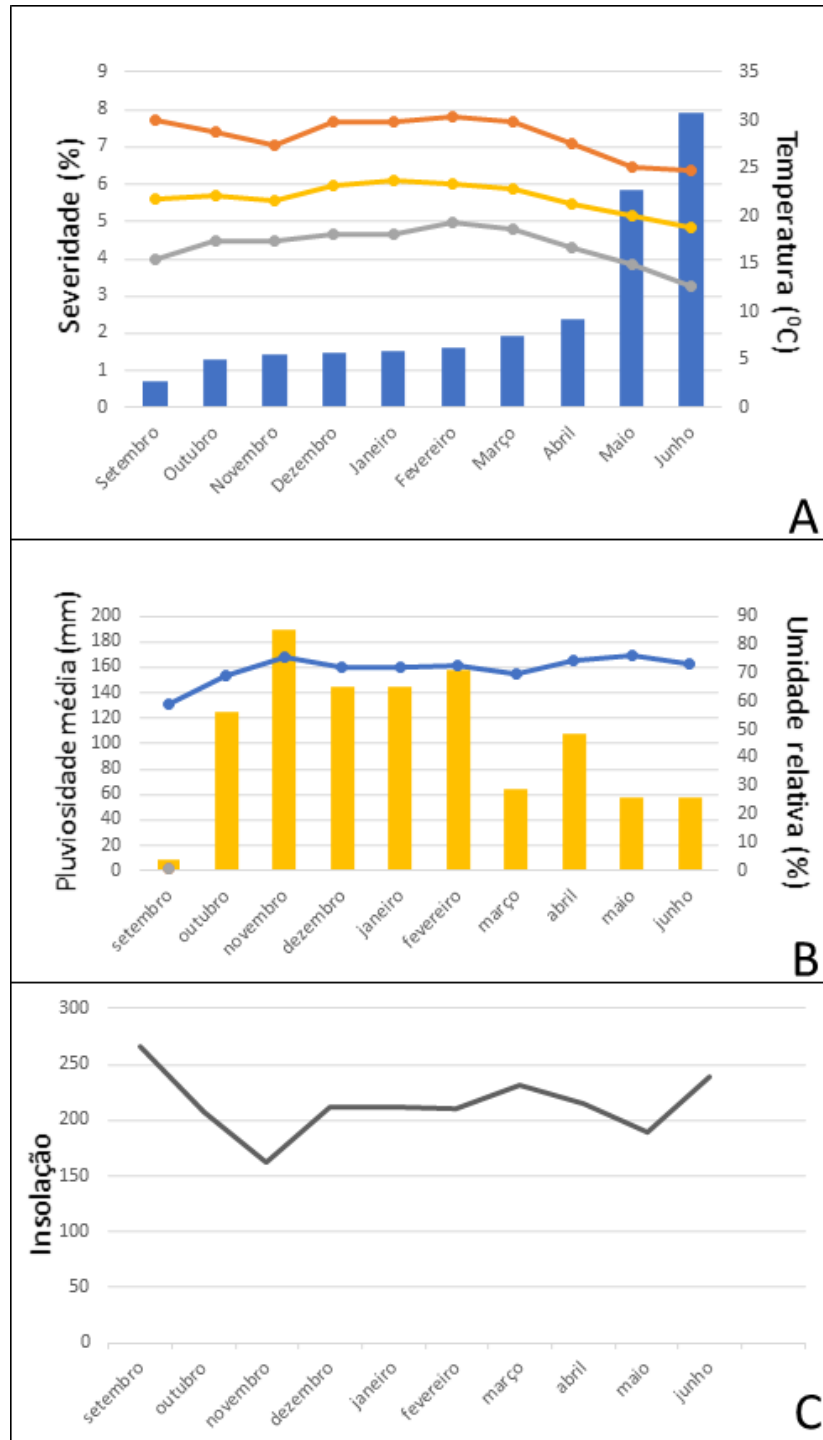 Severidade (%)
9
8
7
6
5
4
3
2
1
0
35
30
25
20
15
10
5
0
Temperatura (⁰C)
Setembro
Outubro
Novembro
Dezembro
Janeiro
Fevereiro
Março
Abril
Maio
Junho
A
Pluviosidade média (mm)
200
180
160
140
120
100
80
60
40
20
0
90
80
70
60
50
40
30
20
10
0
Umidade relativa (%)
setembro
outubro
novembro
dezembro
janeiro
fevereiro
março
abril
maio
junho
B
Insolação
300
250
200
150
100
50
0
setembro
outubro
novembro
dezembro
janeiro
fevereiro
março
abril
maio
junho
C